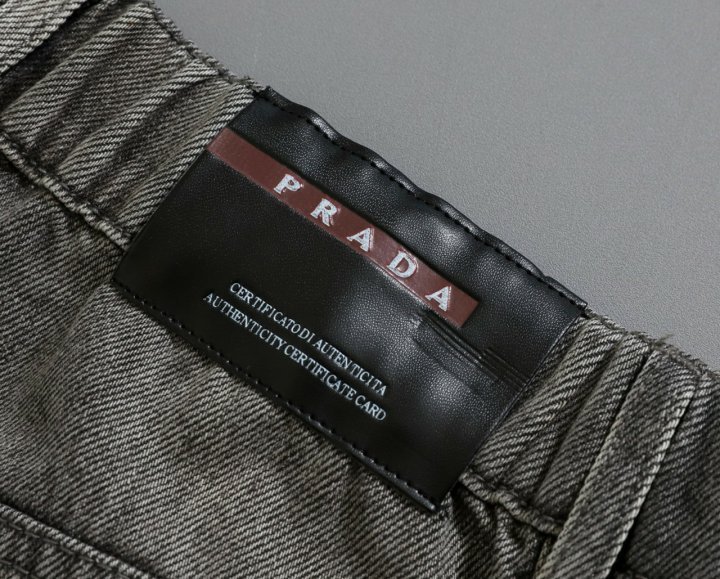 PRADA
CERTIFICATO DI AUTENTICITA
AUTHENTICITY CERTIFICATE CARD